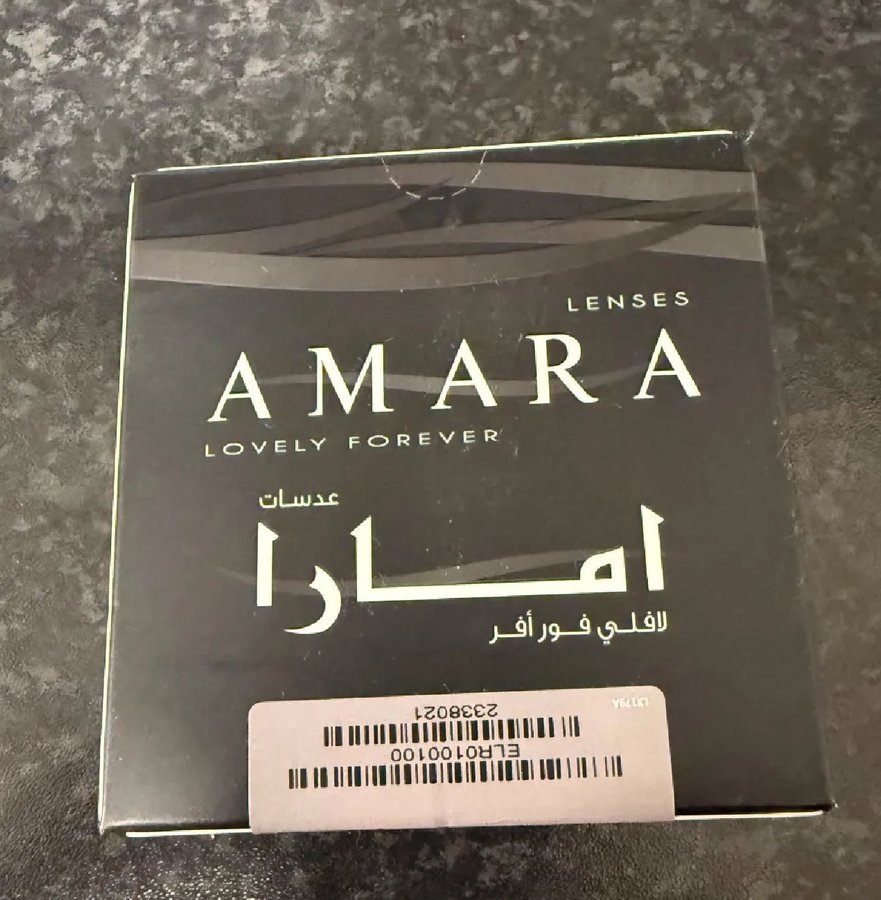 LENSES
AMARA
LOVELY FOREVER
عدسات
امارا
لافلي فور أفر
ELR0100100
2338021